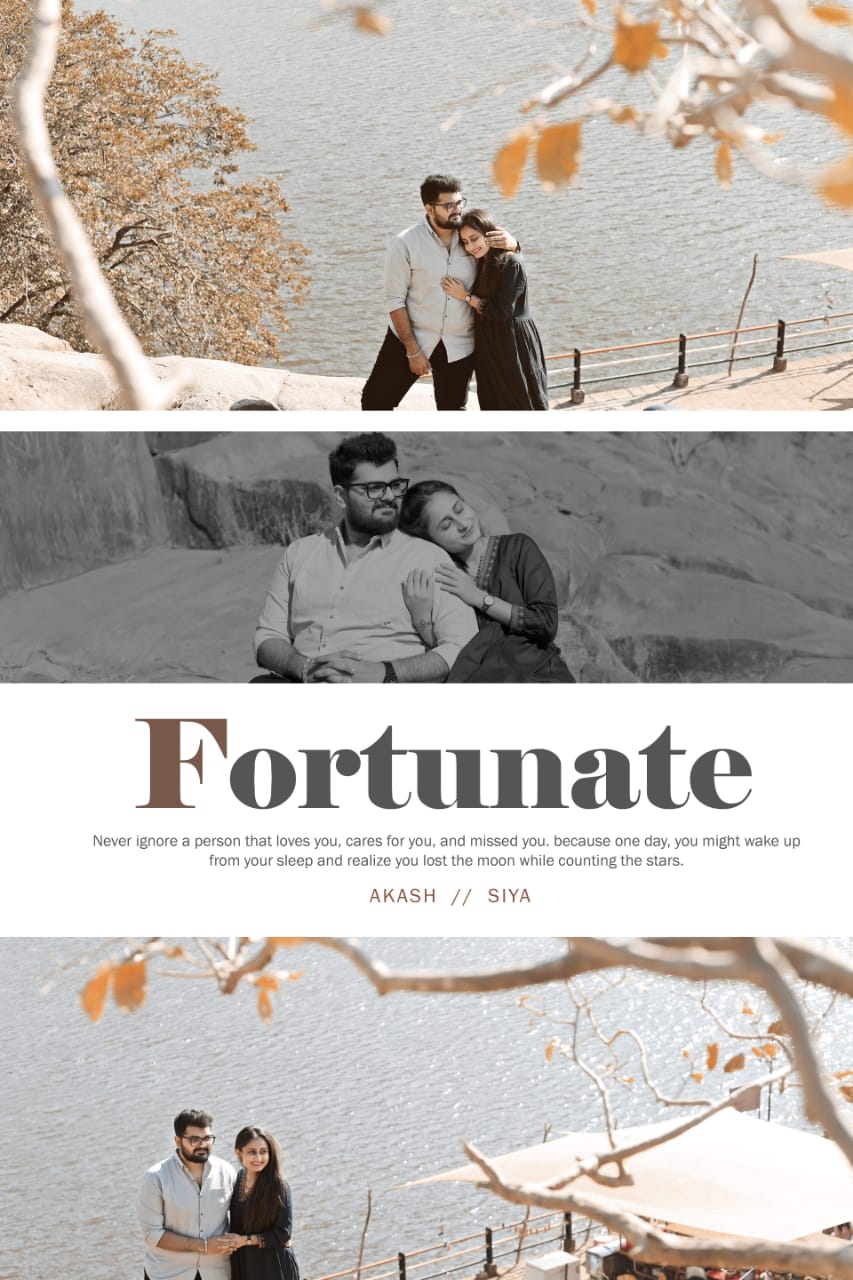 Fortunate
Never ignore a person that loves you, cares for you, and missed you. because one day, you might wake up
from your sleep and realize you lost the moon while counting the stars.
AKASH // SIYA